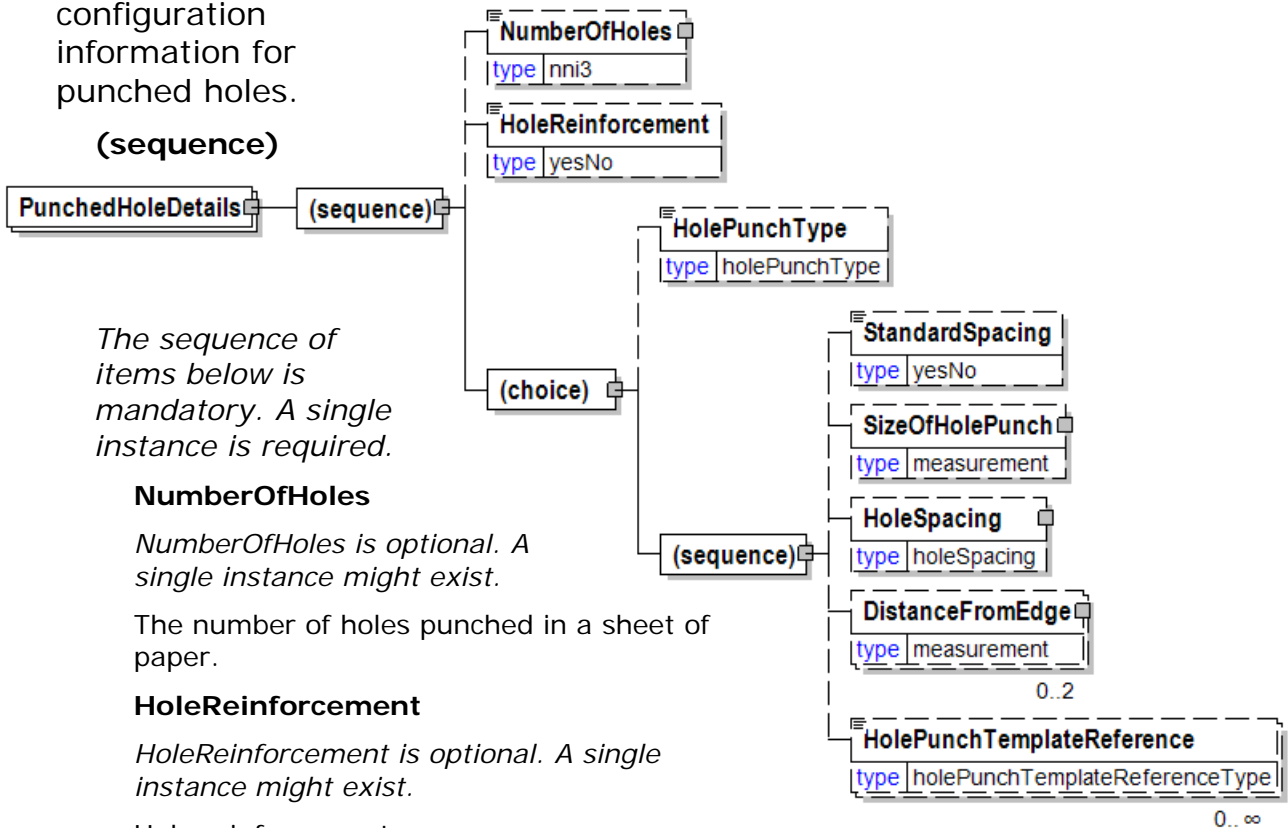 configuration
information for
punched holes.
(sequence)
PunchedHoleDetails
(sequence)
NumberOfHoles
type nni3
HoleReinforcement
type yesNo
HolePunchType
type holePunchType
(choice)
StandardSpacing
type yesNo
SizeOfHolePunch
type measurement
HoleSpacing
type holeSpacing
(sequence)
DistanceFromEdge
type measurement
0..2
HolePunchTemplateReference
type holePunchTemplateReferenceType
0..∞
The sequence of
items below is
mandatory. A single
instance is required.
NumberOfHoles
NumberOfHoles is optional. A
single instance might exist.
The number of holes punched in a sheet of
paper.
HoleReinforcement
HoleReinforcement is optional. A single
instance might exist.